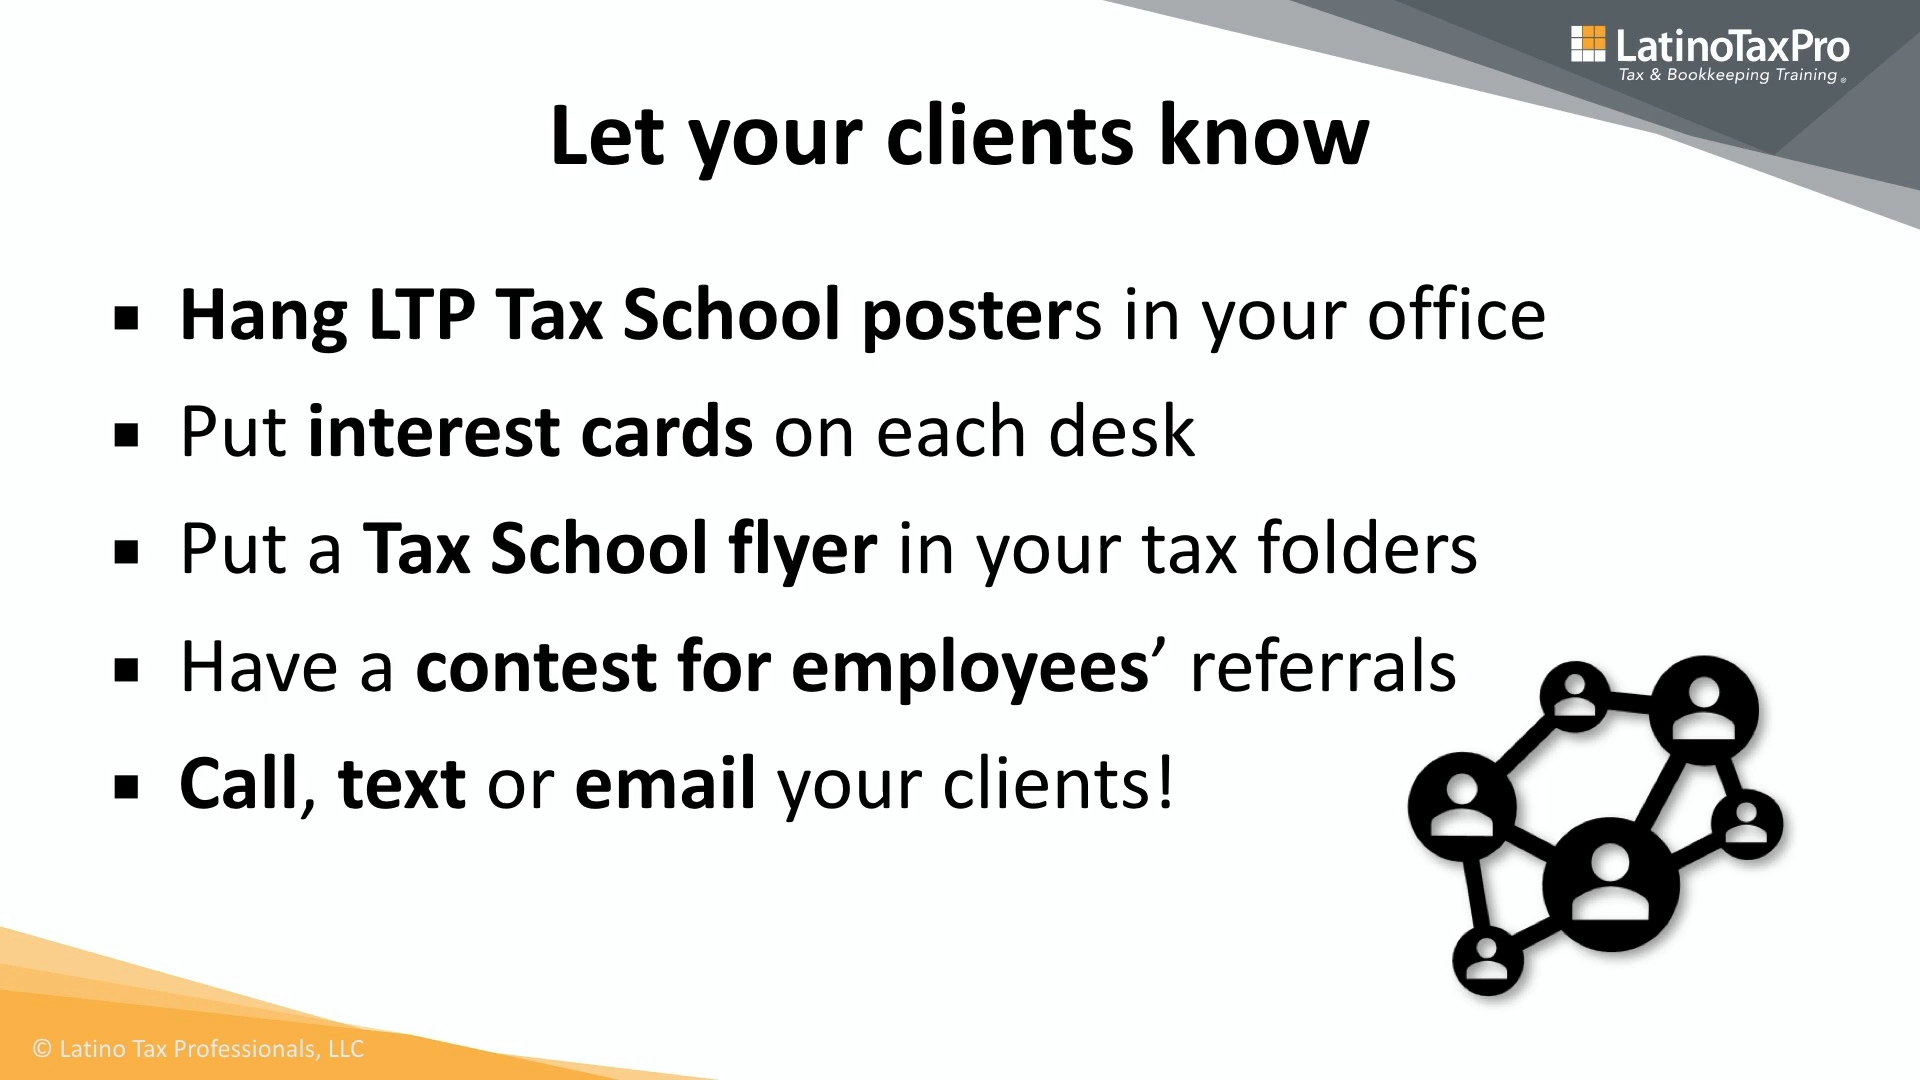 LatinoTaxPro
Tax & Bookkeeping Training®
Let your clients know
▪ Hang LTP Tax School posters in your office
▪ Put interest cards on each desk
▪ Put a Tax School flyer in your tax folders
▪ Have a contest for employees’ referrals
▪ Call, text or email your clients!
© Latino Tax Professionals, LLC